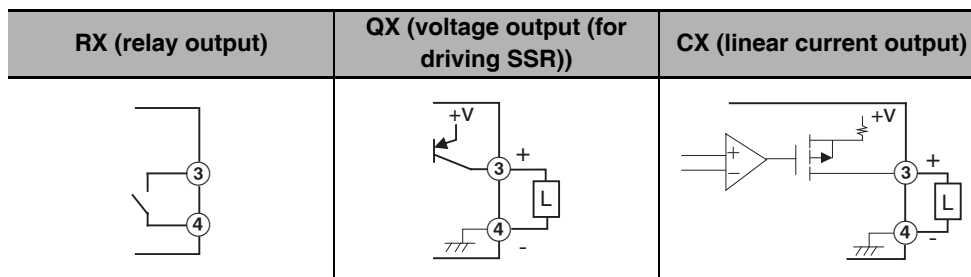 RX (relay output)
QX (voltage output (for
driving SSR))
CX (linear current output)
3
4
+V
+
3
L
4
-
+V
+
-
+
3
L
4
-